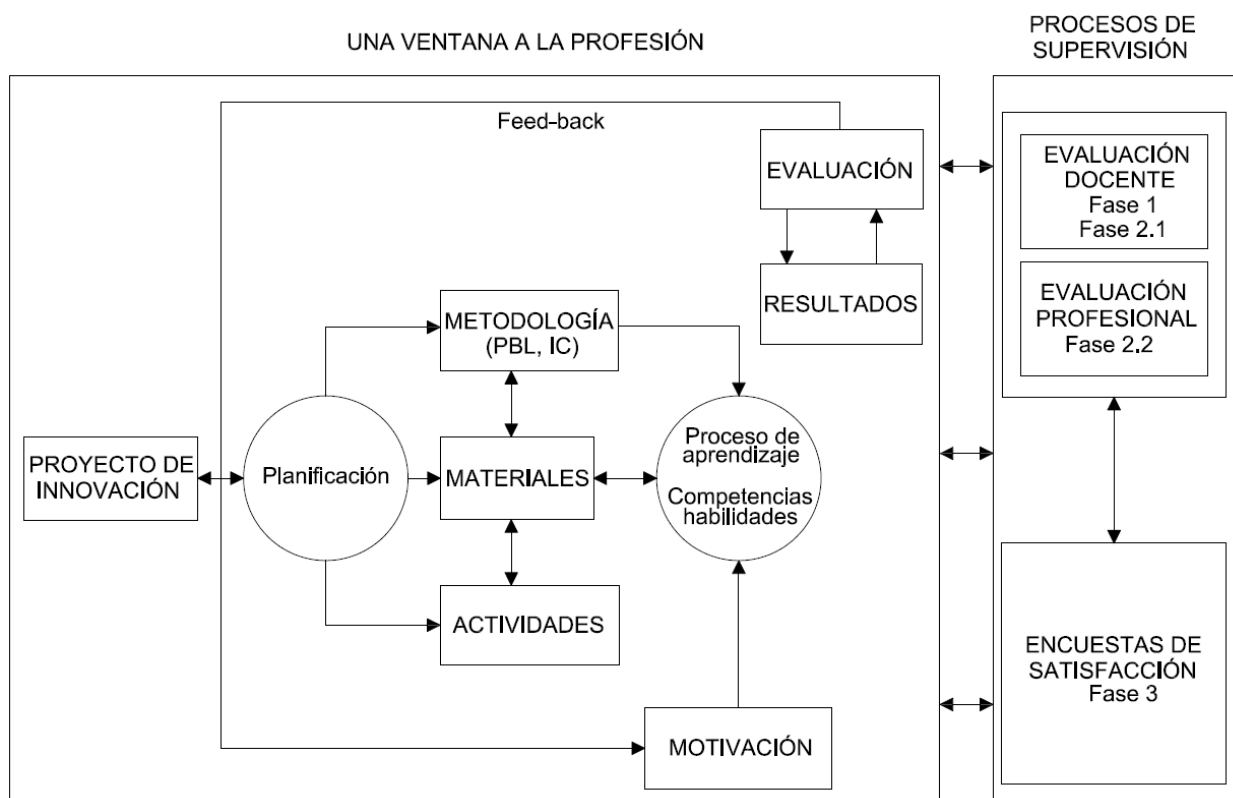 UNA VENTANA A LA PROFESIÓN
PROCESOS DE
SUPERVISIÓN
Feed-back
EVALUACIÓN
RESULTADOS
METODOLOGÍA
(PBL, IC)
PROYECTO DE
INNOVACIÓN
Planificación
MATERIALES
Proceso de
aprendizaje
Competencias
habilidades
ACTIVIDADES
MOTIVACIÓN
EVALUACIÓN
DOCENTE
Fase 1
Fase 2.1
EVALUACIÓN
PROFESIONAL
Fase 2.2
ENCUESTAS DE
SATISFACCIÓN
Fase 3